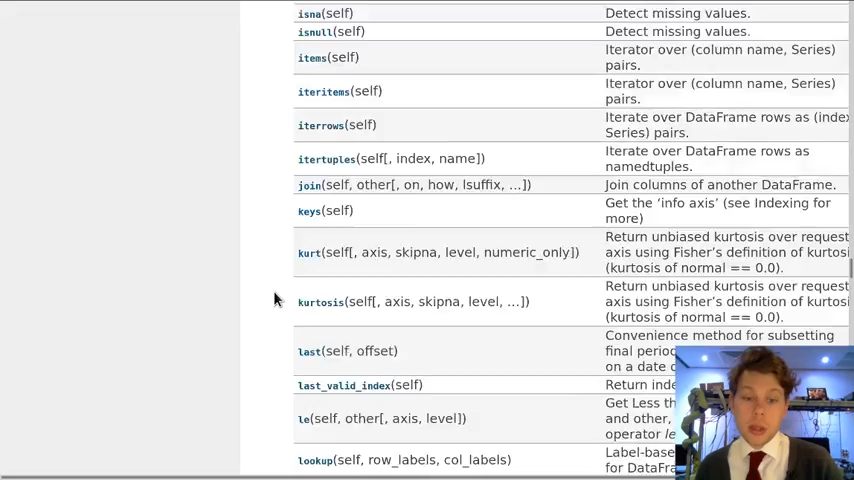 isna(self) Detect missing values.
isnull(self) Detect missing values.
items(self) Iterator over (column name, Series)
pairs.
iteritems(self) Iterator over (column name, Series)
pairs.
iterrows(self) Iterate over DataFrame rows as (index
Series) pairs.
itertuples(self[, index, name]) Iterate over DataFrame rows as
namedtuples.
join(self, other[, on, how, lsuffix, ...]) Join columns of another DataFrame.
keys(self) Get the ‘info axis’ (see Indexing for
more)
kurt(self[, axis, skipna, level, numeric_only]) Return unbiased kurtosis over request
axis using Fisher’s definition of kurtosi
(kurtosis of normal == 0.0).
kurtosis(self[, axis, skipna, level, ...]) Return unbiased kurtosis over request
axis using Fisher’s definition of kurtosi
(kurtosis of normal == 0.0).
last(self, offset) Convenience method for subsetting
final
on a date
last_valid_index(self) Return
le(self, other[, axis, level]) Get Less
and other,
operator le
lookup(self, row_labels, col_labels) Label-base
for